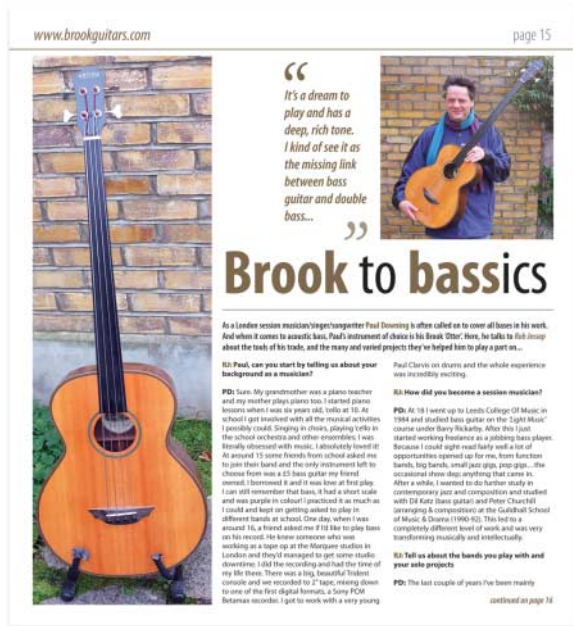 www.brookguitars.com
page 15
“
It's a dream to
play and has a
deep, rich tone.
I kind of see it as
the missing link
between bass
guitar and double
bass...
”
Brook to bassics
As a London session musician/singer/songwriter Paul Downing is often called on to cover all bases in his work.
And when it comes to acoustic bass, Paul's instrument of choice is his Brook 'Otter'. Here, he talks to Rob Jessop
about the tools of his trade, and the many and varied projects they've helped him to play a part on...
RJ: Paul, can you start by telling us about your
background as a musician?
PD: Sure. My grandmother was a piano teacher
and my mother plays piano too. I started piano
lessons when I was six years old, 'cello at 10. At
school I got involved with all the musical activities
I possibly could. Singing in choirs, playing 'cello in
the school orchestra and other ensembles; I was
literally obsessed with music. I absolutely loved it!
At around 15 some friends from school asked me
to join their band and the only instrument left to
choose from was a £5 bass guitar my friend
owned. I borrowed it and it was love at first play.
I can still remember that bass, it had a short scale
and was purple in colour! I practiced it as much as
I could and kept on getting asked to play in
different bands at school. One day, when I was
around 16, a friend asked me if I'd like to play bass
on his record. He knew someone who was
working as a tape op at the Marquee studios in
London and they'd managed to get some studio
downtime. I did the recording and had the time of
my life there. There was a big, beautiful Trident
console and we recorded to 2" tape, mixing down
to one of the first digital formats, a Sony PCM
Betamax recorder. I got to work with a very young
Paul Clarvis on drums and the whole experience
was incredibly exciting.
RJ: How did you become a session musician?
PD: At 18 I went up to Leeds College Of Music in
1984 and studied bass guitar on the 'Light Music'
course under Barry Rickarby. After this I just
started working freelance as a jobbing bass player.
Because I could sight-read fairly well a lot of
opportunities opened up for me, from function
bands, big bands, small jazz gigs, pop gigs....the
occasional show dep; anything that came in.
After a while, I wanted to do further study in
contemporary jazz and composition and studied
with Dil Katz (bass guitar) and Peter Churchill
(arranging & composition) at the Guildhall School
of Music & Drama (1990-92). This led to a
completely different level of work and was very
transforming musically and intellectually.
RJ: Tell us about the bands you play with and
your solo projects
PD: The last couple of years I've been mainly
continued on page 16